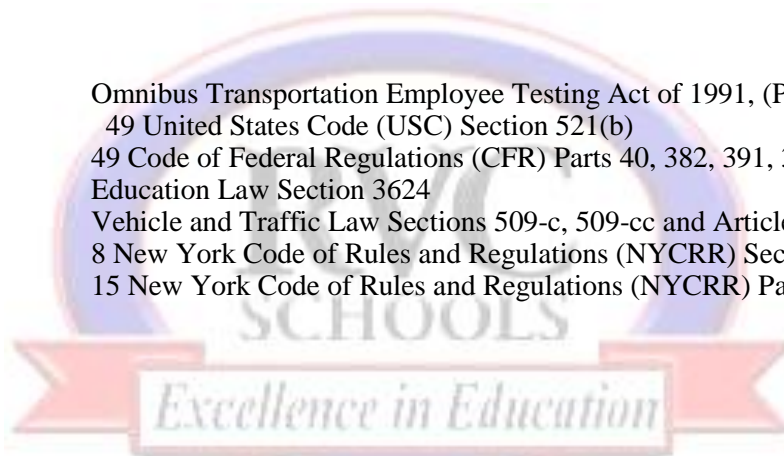 Omnibus Transportation Employee Testing Act of 1991, (P
49 United States Code (USC) Section 521(b)
49 Code of Federal Regulations (CFR) Parts 40, 382, 391, 3
Education Law Section 3624
Vehicle and Traffic Law Sections 509-c, 509-cc and Article
8 New York Code of Rules and Regulations (NYCRR) Sec
15 New York Code of Rules and Regulations (NYCRR) Pa
RVC
SCHOOLS
Excellence in Education